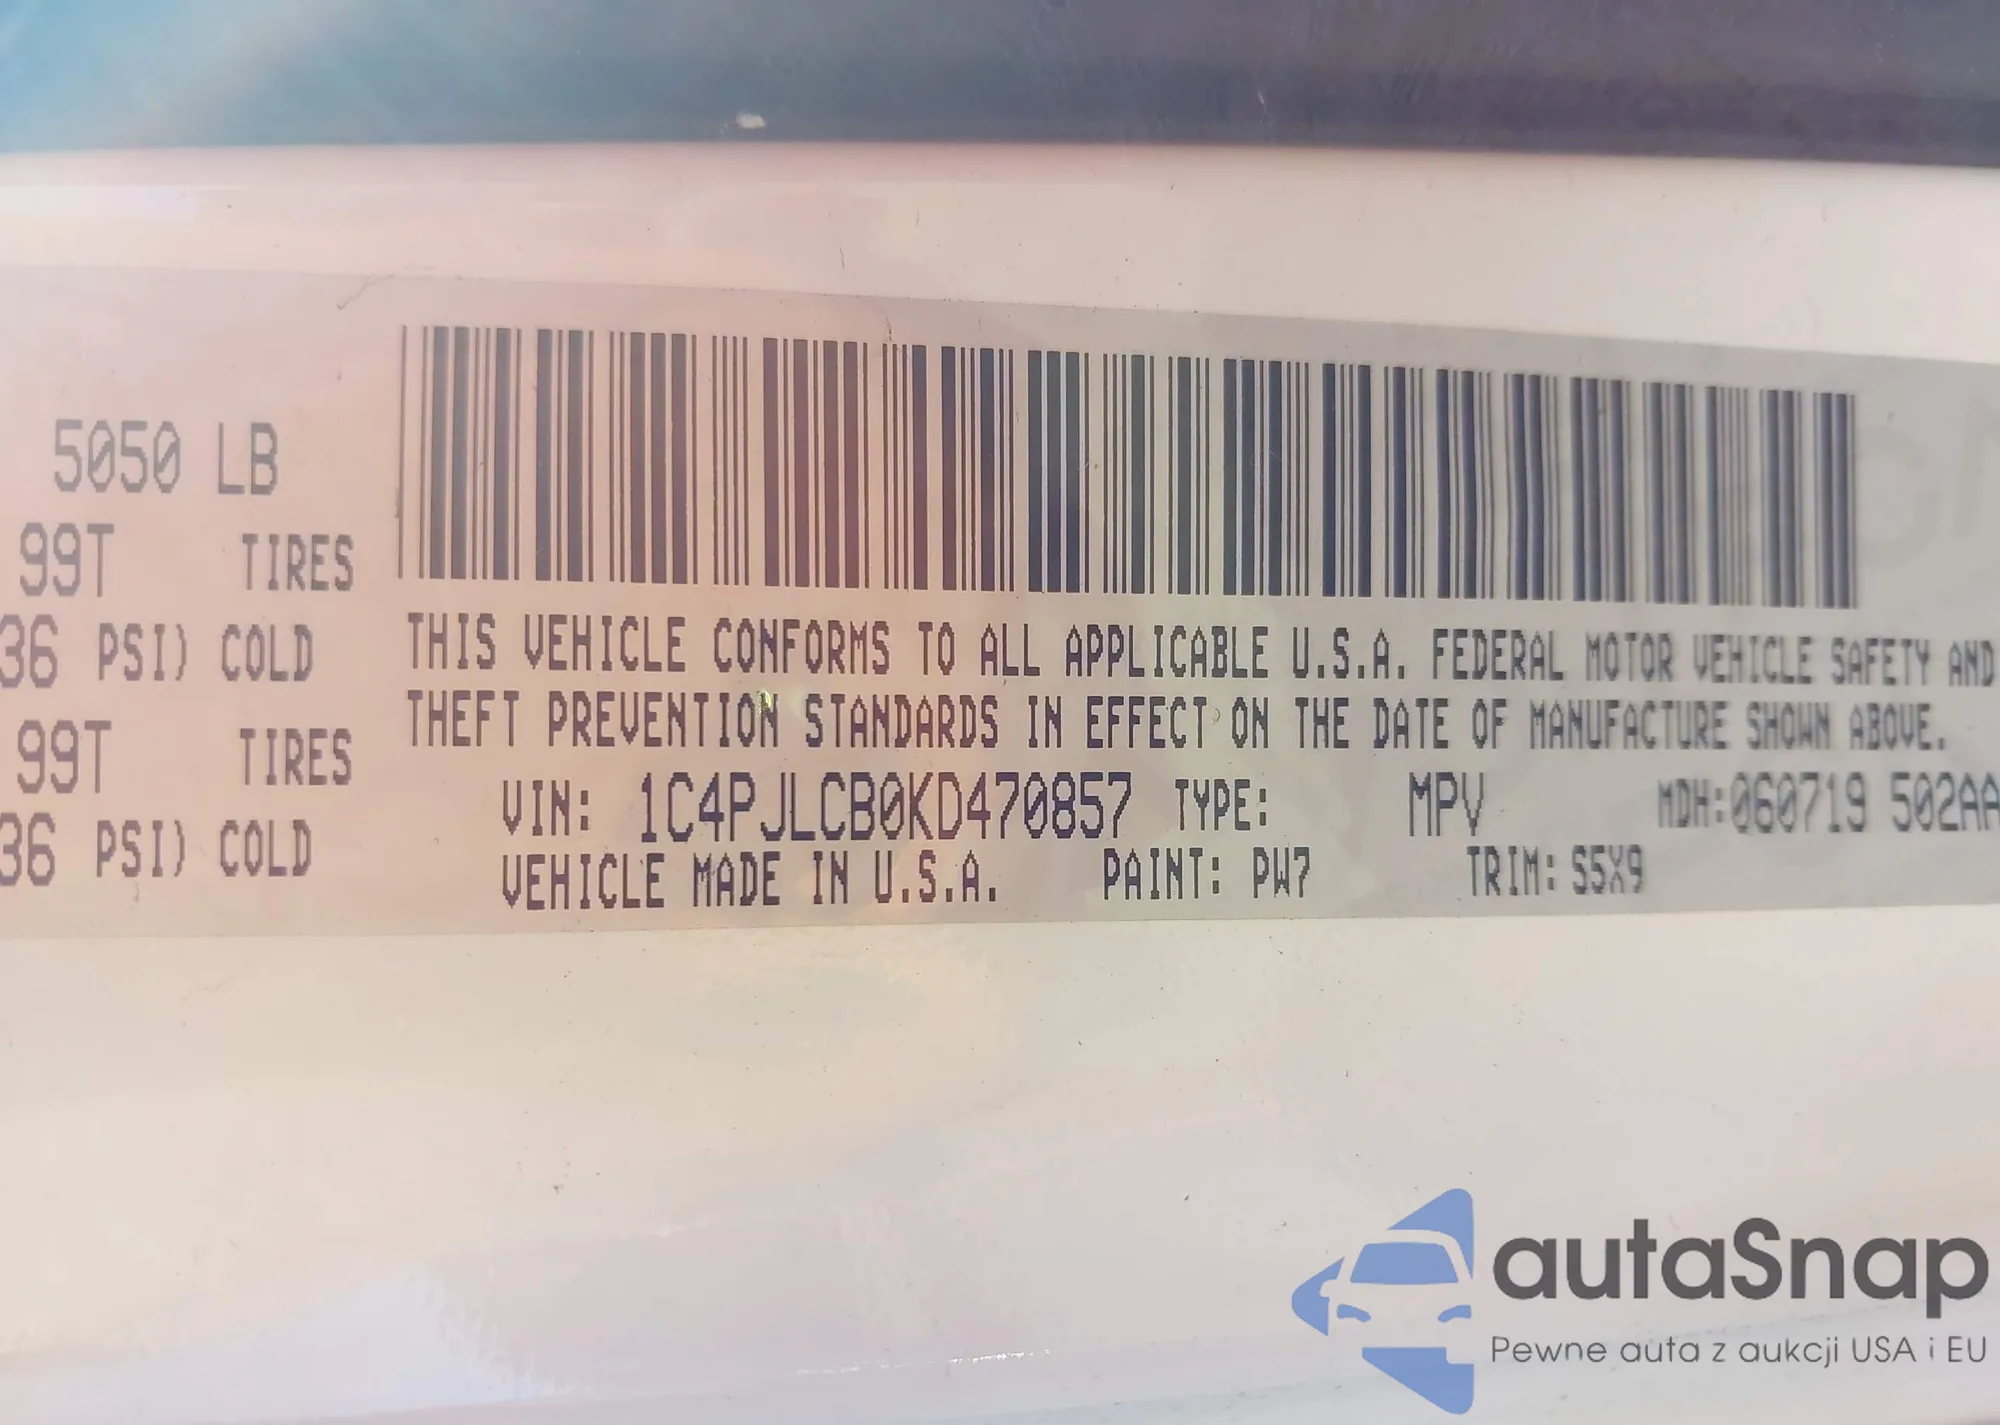 5050 LB
99T TIRES
36 PSI) COLD
99T TIRES
36 PSI) COLD
THIS VEHICLE CONFORMS TO ALL APPLICABLE U.S.A. FEDERAL MOTOR VEHICLE SAFETY AND
THEFT PREVENTION STANDARDS IN EFFECT ON THE DATE OF MANUFACTURE SHOWN ABOVE.
VIN: 1C4PJLCB0KD470857 TYPE: MPV MDH:060719 502AA
VEHICLE MADE IN U.S.A. PAINT: PW7 TRIM: S5X9
autaSnap
Pewne auta z aukcji USA i EU